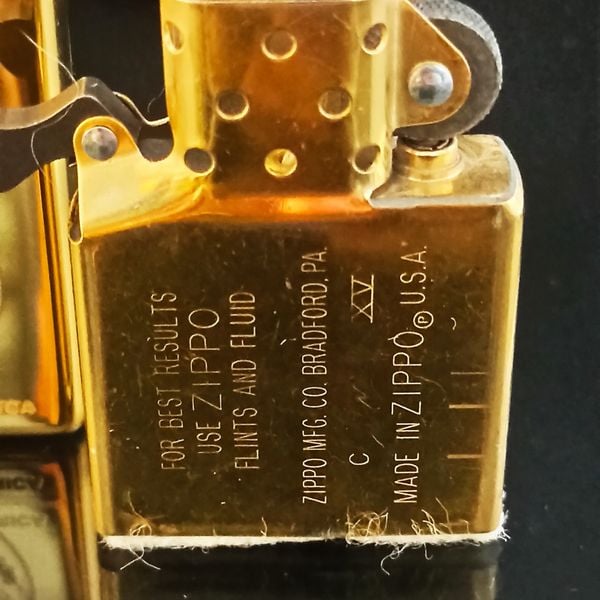 FOR BEST RESULTS
USE ZIPPO
FLINTS AND FLUID
ZIPPO MFG. CO. BRADFORD, PA.
C XV
MADE IN ZIPPO ® U.S.A.